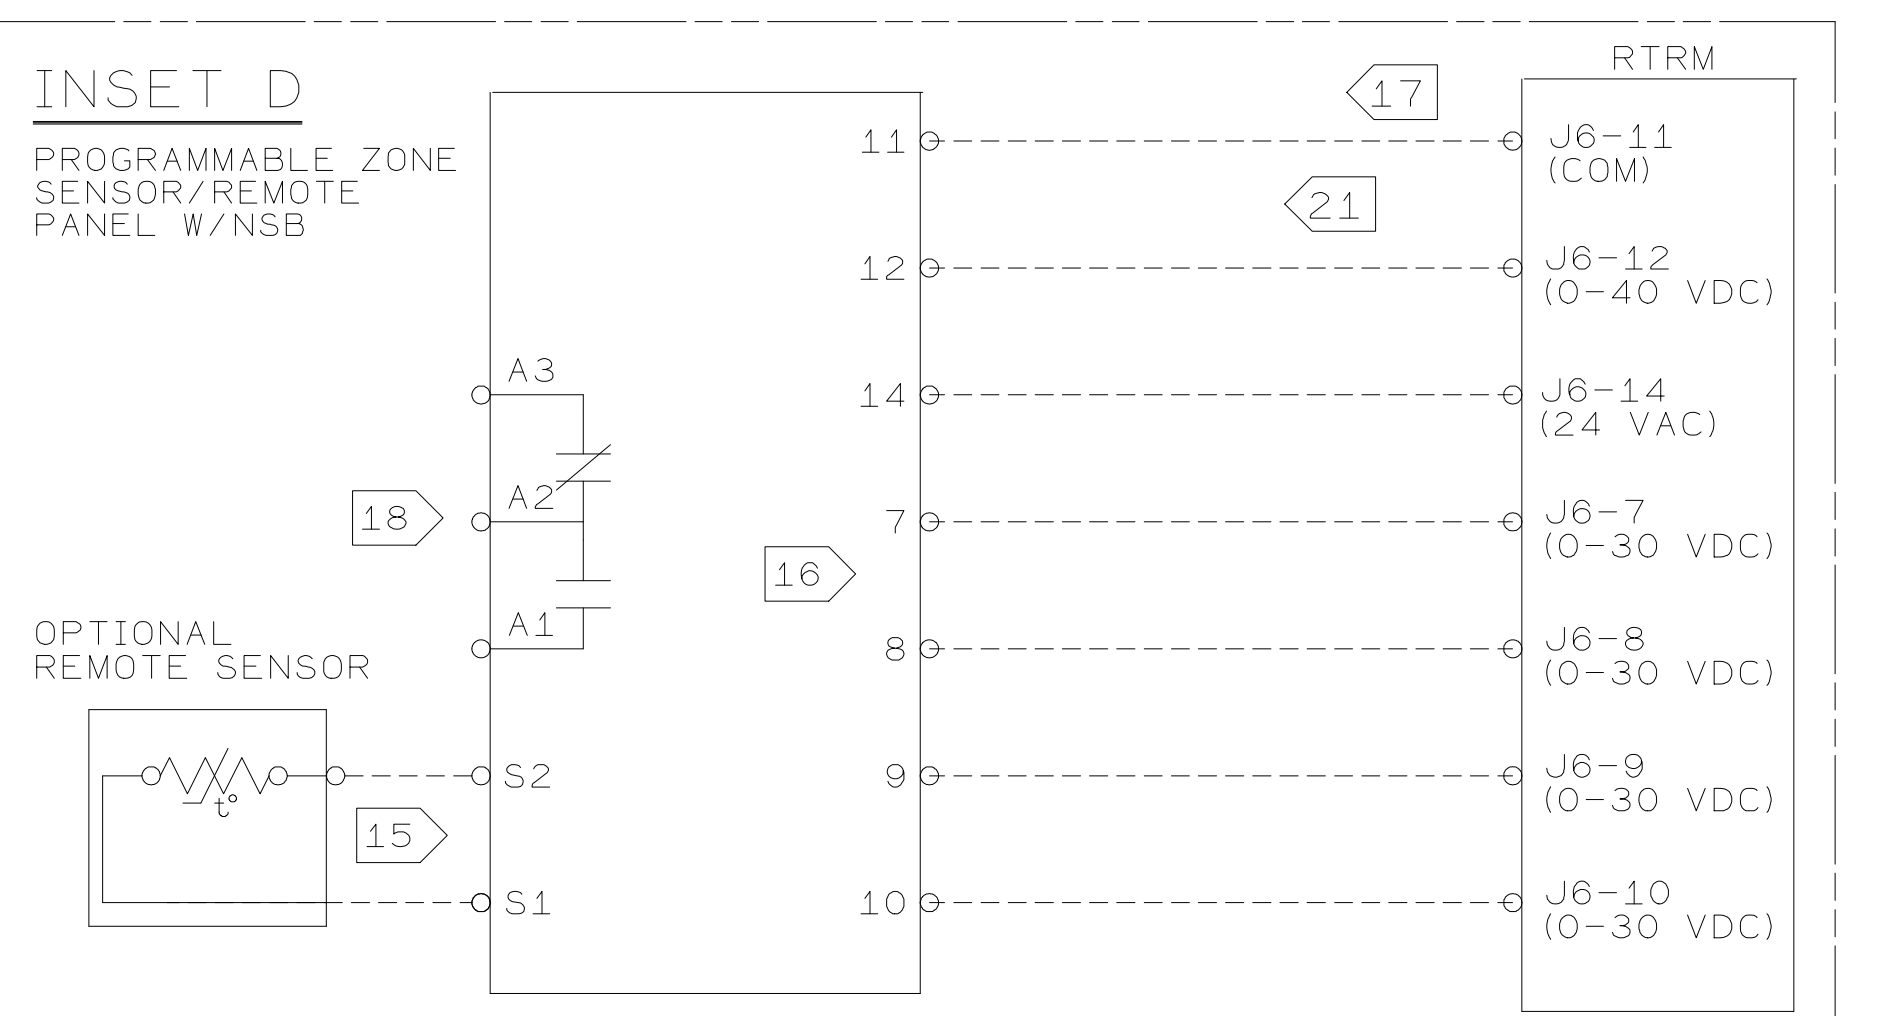 INSET D
PROGRAMMABLE ZONE
SENSOR/REMOTE
PANEL W/NSB
RTRM
17
21
11
J6-11
(COM)
12
J6-12
(0-40 VDC)
A3
14
J6-14
(24 VAC)
18
A2
7
J6-7
(0-30 VDC)
16
A1
8
J6-8
(0-30 VDC)
OPTIONAL
REMOTE SENSOR
t°
S2
9
J6-9
(0-30 VDC)
15
S1
10
J6-10
(0-30 VDC)